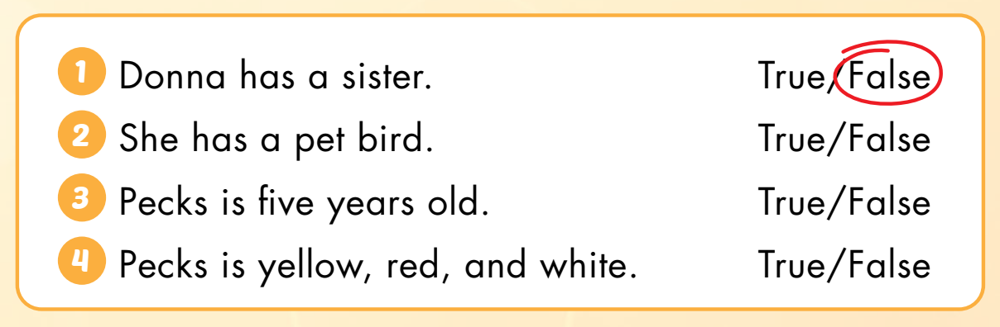 1 Donna has a sister. True/False
2 She has a pet bird. True/False
3 Pecks is five years old. True/False
4 Pecks is yellow, red, and white. True/False